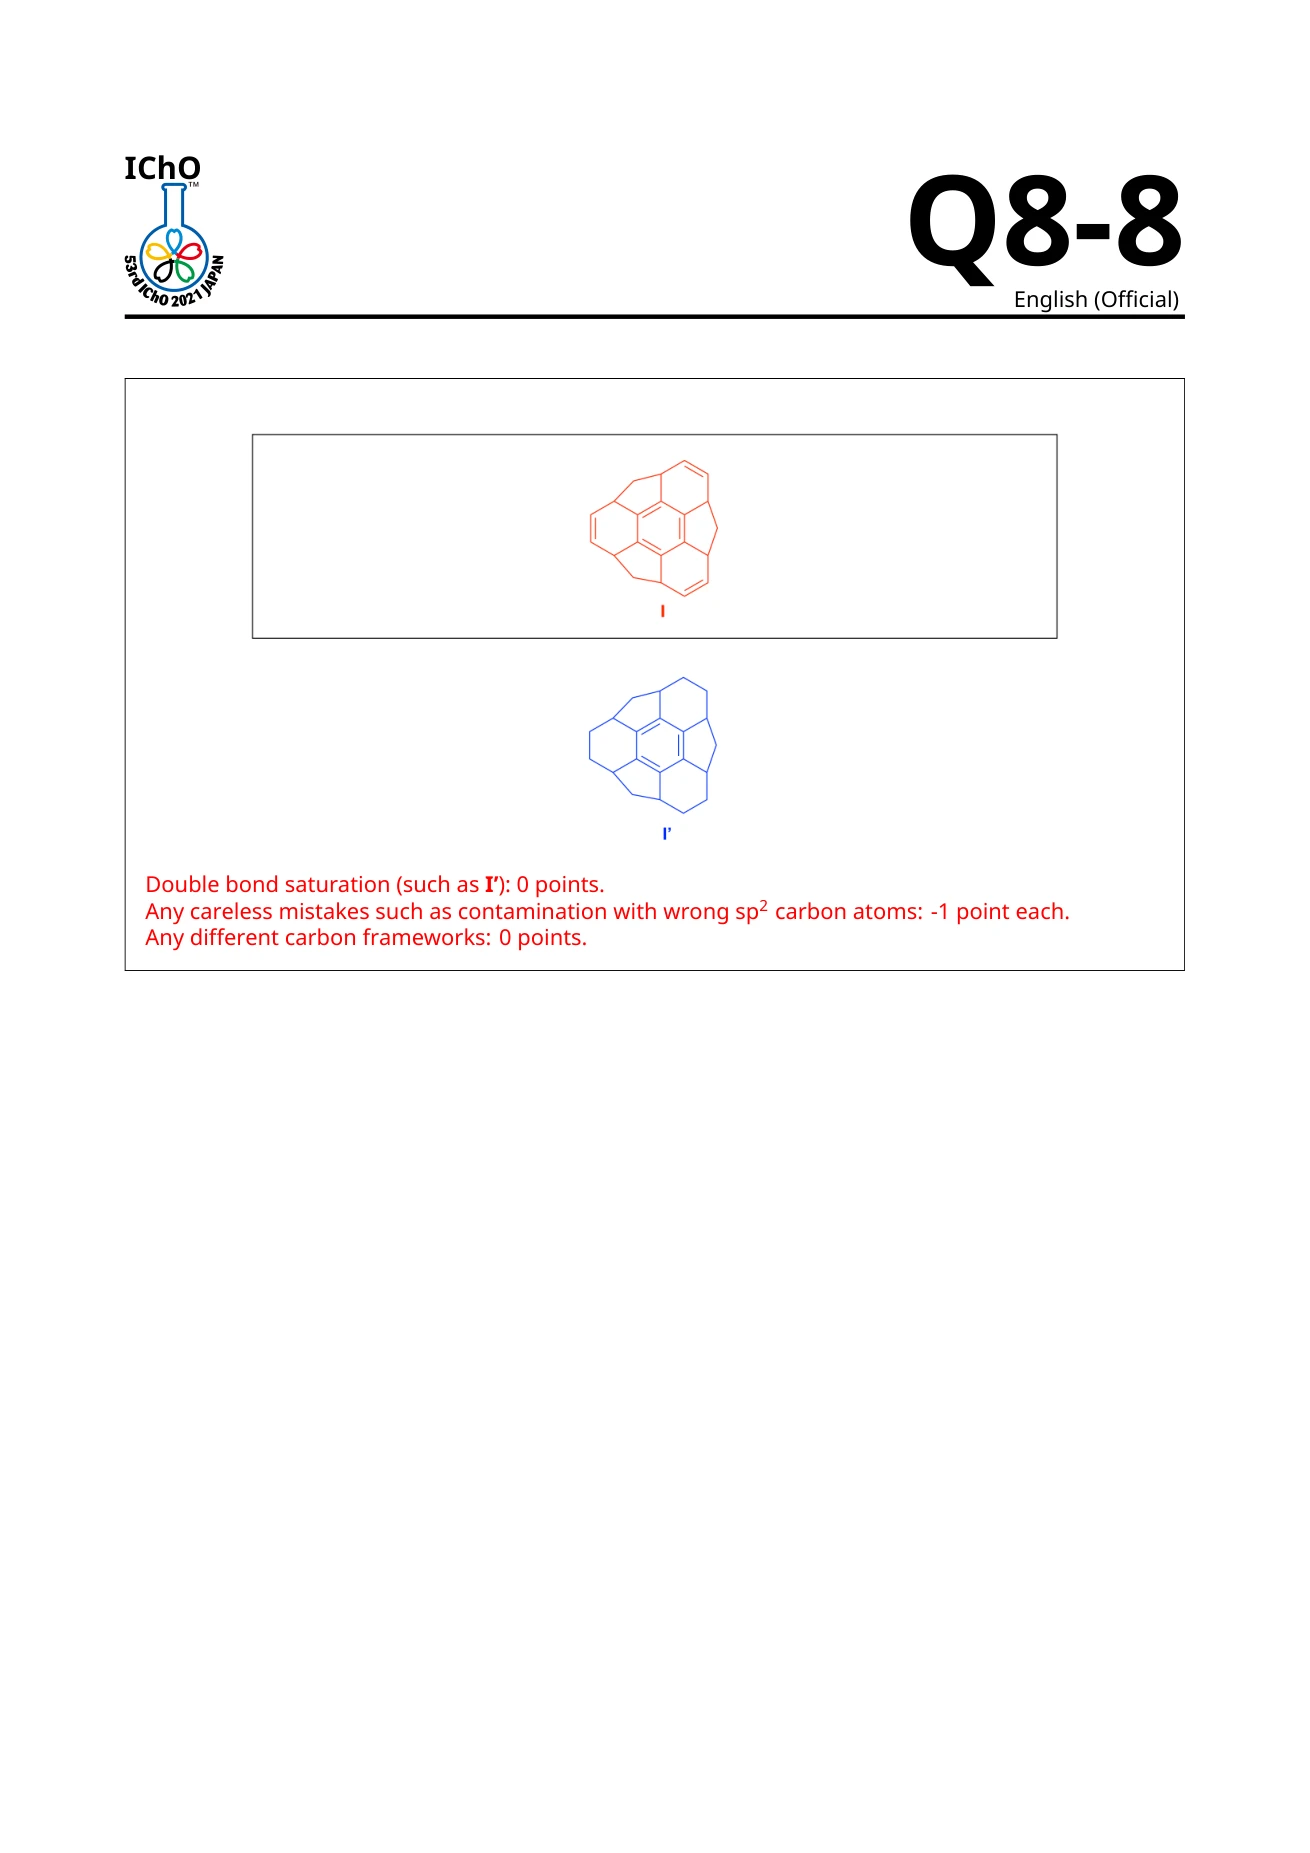 IChO
TM
53rd IChO 2021 JAPAN
Q8-8
English (Official)
I
I’
Double bond saturation (such as I’): 0 points.
Any careless mistakes such as contamination with wrong sp² carbon atoms: -1 point each.
Any different carbon frameworks: 0 points.